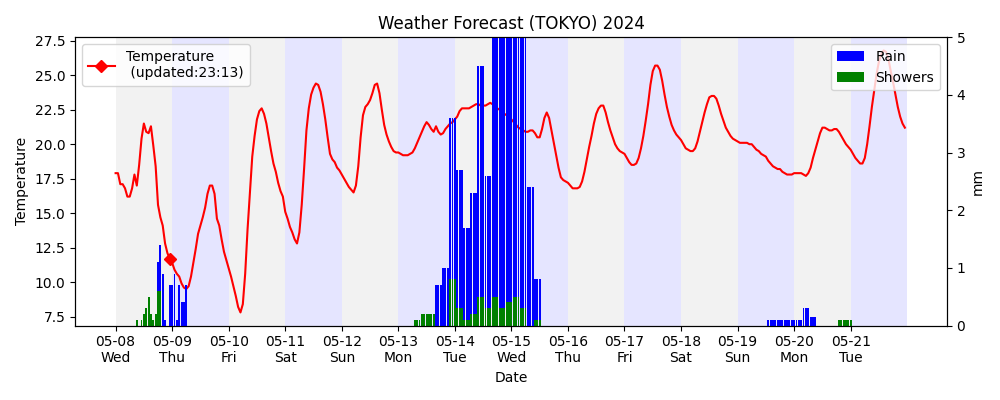 Weather Forecast (TOKYO) 2024
27.5
25.0
22.5
20.0
17.5
15.0
12.5
10.0
7.5
Temperature
Temperature
(updated:23:13)
Rain
Showers
5
4
3
2
1
0
mm
05-08 05-09 05-10 05-11 05-12 05-13 05-14 05-15 05-16 05-17 05-18 05-19 05-20 05-21
Wed Thu Fri Sat Sun Mon Tue Wed Thu Fri Sat Sun Mon Tue
Date